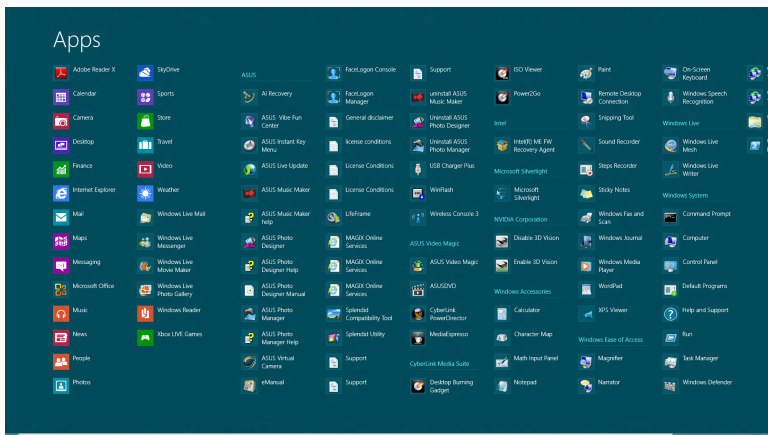 Apps
Adobe Reader X
Calendar
Camera
Desktop
Finance
Internet Explorer
Mail
Maps
Messaging
Microsoft Office
Music
News
People
Photos
SkyDrive
Sports
Store
Travel
Video
Weather
Windows Live Mail
Windows Live
Messenger
Windows Live
Movie Maker
Windows Live
Photo Gallery
Windows Reader
Xbox LIVE Games
ASUS
AI Recovery
ASUS Vibe Fun
Center
ASUS Instant Key
Menu
ASUS Live Update
ASUS Music Maker
ASUS Music Maker
help
ASUS Photo
Designer
ASUS Photo
Designer Help
ASUS Photo
Designer Manual
ASUS Photo
Manager
ASUS Photo
Manager Help
ASUS Virtual
Camera
eManual
FaceLogon Console
FaceLogon
Manager
General disclaimer
license conditions
License Conditions
License Conditions
LifeFrame
MAGIX Online
Services
MAGIX Online
Services
MAGIX Online
Services
Splendid
Compatibility Tool
Splendid Utility
Support
Support
Support
uninstall ASUS
Music Maker
Uninstall ASUS
Photo Designer
Uninstall ASUS
Photo Manager
USB Charger Plus
WinFlash
Wireless Console 3
ASUS Video Magic
ASUS Video Magic
ASUSDVD
CyberLink
PowerDirector
MediaEspresso
CyberLink Media Suite
Desktop Burning
Gadget
ISO Viewer
Power2Go
Intel
Intel(R) ME FW
Recovery Agent
Microsoft Silverlight
Microsoft
Silverlight
NVIDIA Corporation
Disable 3D Vision
Enable 3D Vision
Windows Accessories
Calculator
Character Map
Math Input Panel
Notepad
Paint
Remote Desktop
Connection
Snipping Tool
Sound Recorder
Steps Recorder
Sticky Notes
Windows Fax and
Scan
Windows Journal
Windows Media
Player
WordPad
XPS Viewer
Windows Ease of Access
Magnifier
Narrator
On-Screen
Keyboard
Windows Speech
Recognition
Windows Live
Windows Live
Mesh
Windows Live
Writer
Windows System
Command Prompt
Computer
Control Panel
Default Programs
Help and Support
Run
Task Manager
Windows Defender